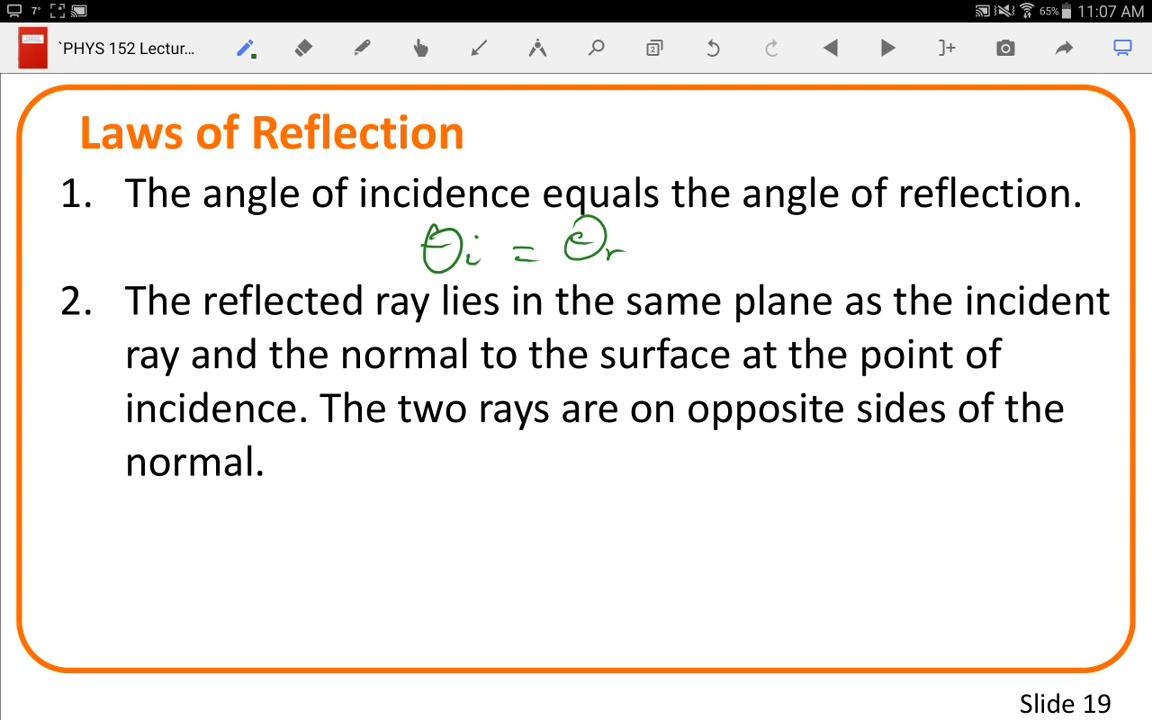 7° 65% 11:07 AM
`PHYS 152 Lectur... 2
Laws of Reflection
1. The angle of incidence equals the angle of reflection.
θi = θr
2. The reflected ray lies in the same plane as the incident
ray and the normal to the surface at the point of
incidence. The two rays are on opposite sides of the
normal.
Slide 19